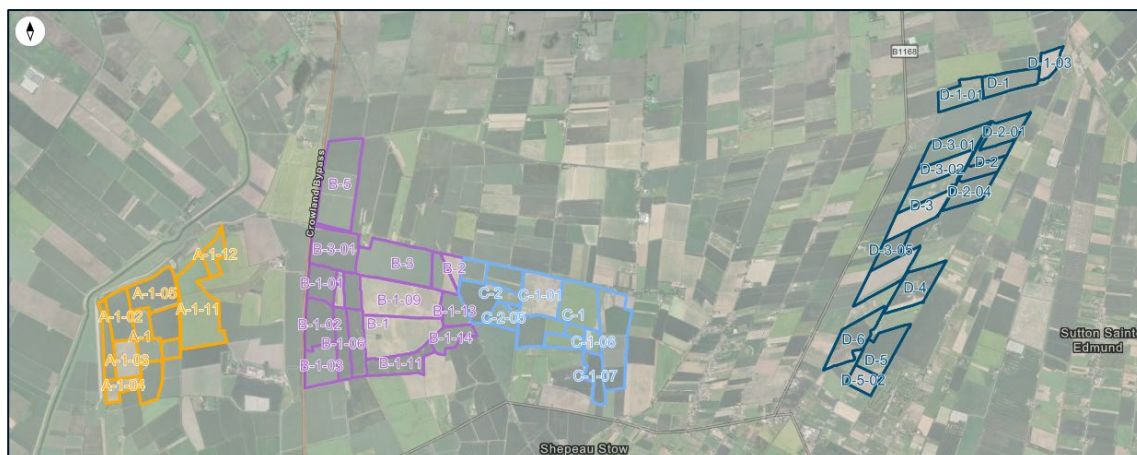 B1168
D-1-03
D-1
D-1-01
D-2-01
D-3-01
D-2
D-3-02
D-2-04
D-3
D-3-05
D-4
D-6
D-5
D-5-02
Crowland Bypass
B-5
B-3-01
B-3
B-2
B-1-01
B-1-09
B-1-13
B-1-02
B-1
B-1-14
B-1-06
B-1-03
B-1-11
C-2
C-1-01
C-2-05
C-1
C-1-06
C-1-07
A-1-12
A-1-05
A-1-02
A-1-11
A-1
A-1-03
A-1-04
Sutton Saint
Edmund
Shepeau Stow